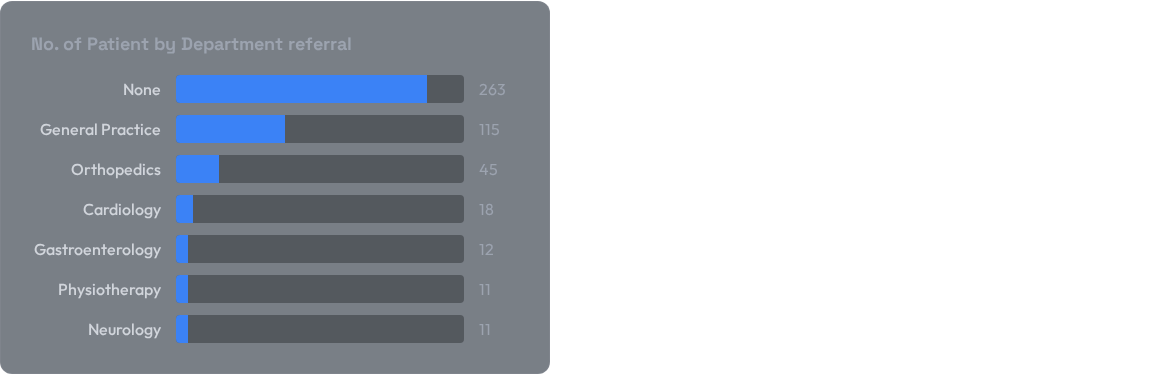 No. of Patient by Department referral
None 263
General Practice 115
Orthopedics 45
Cardiology 18
Gastroenterology 12
Physiotherapy 11
Neurology 11